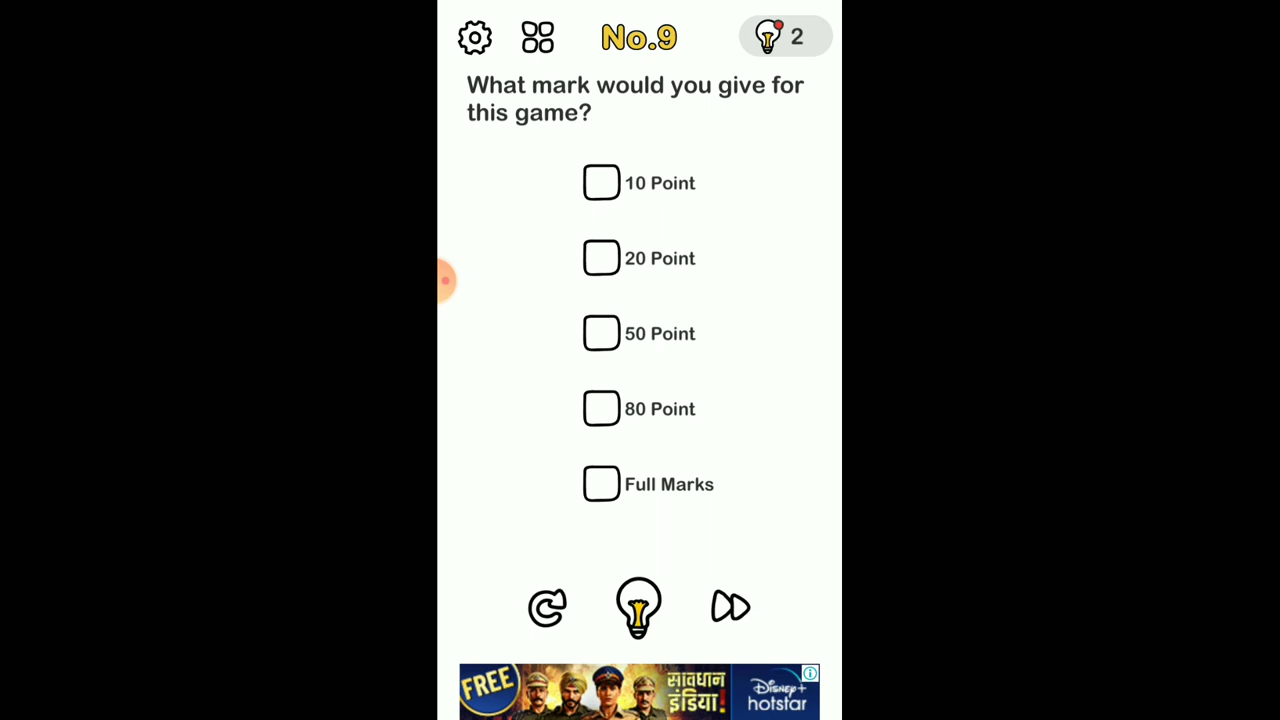 No.9
2
What mark would you give for
this game?
10 Point
20 Point
50 Point
80 Point
Full Marks
FREE
सावधान
इंडिया!
Disney+
hotstar